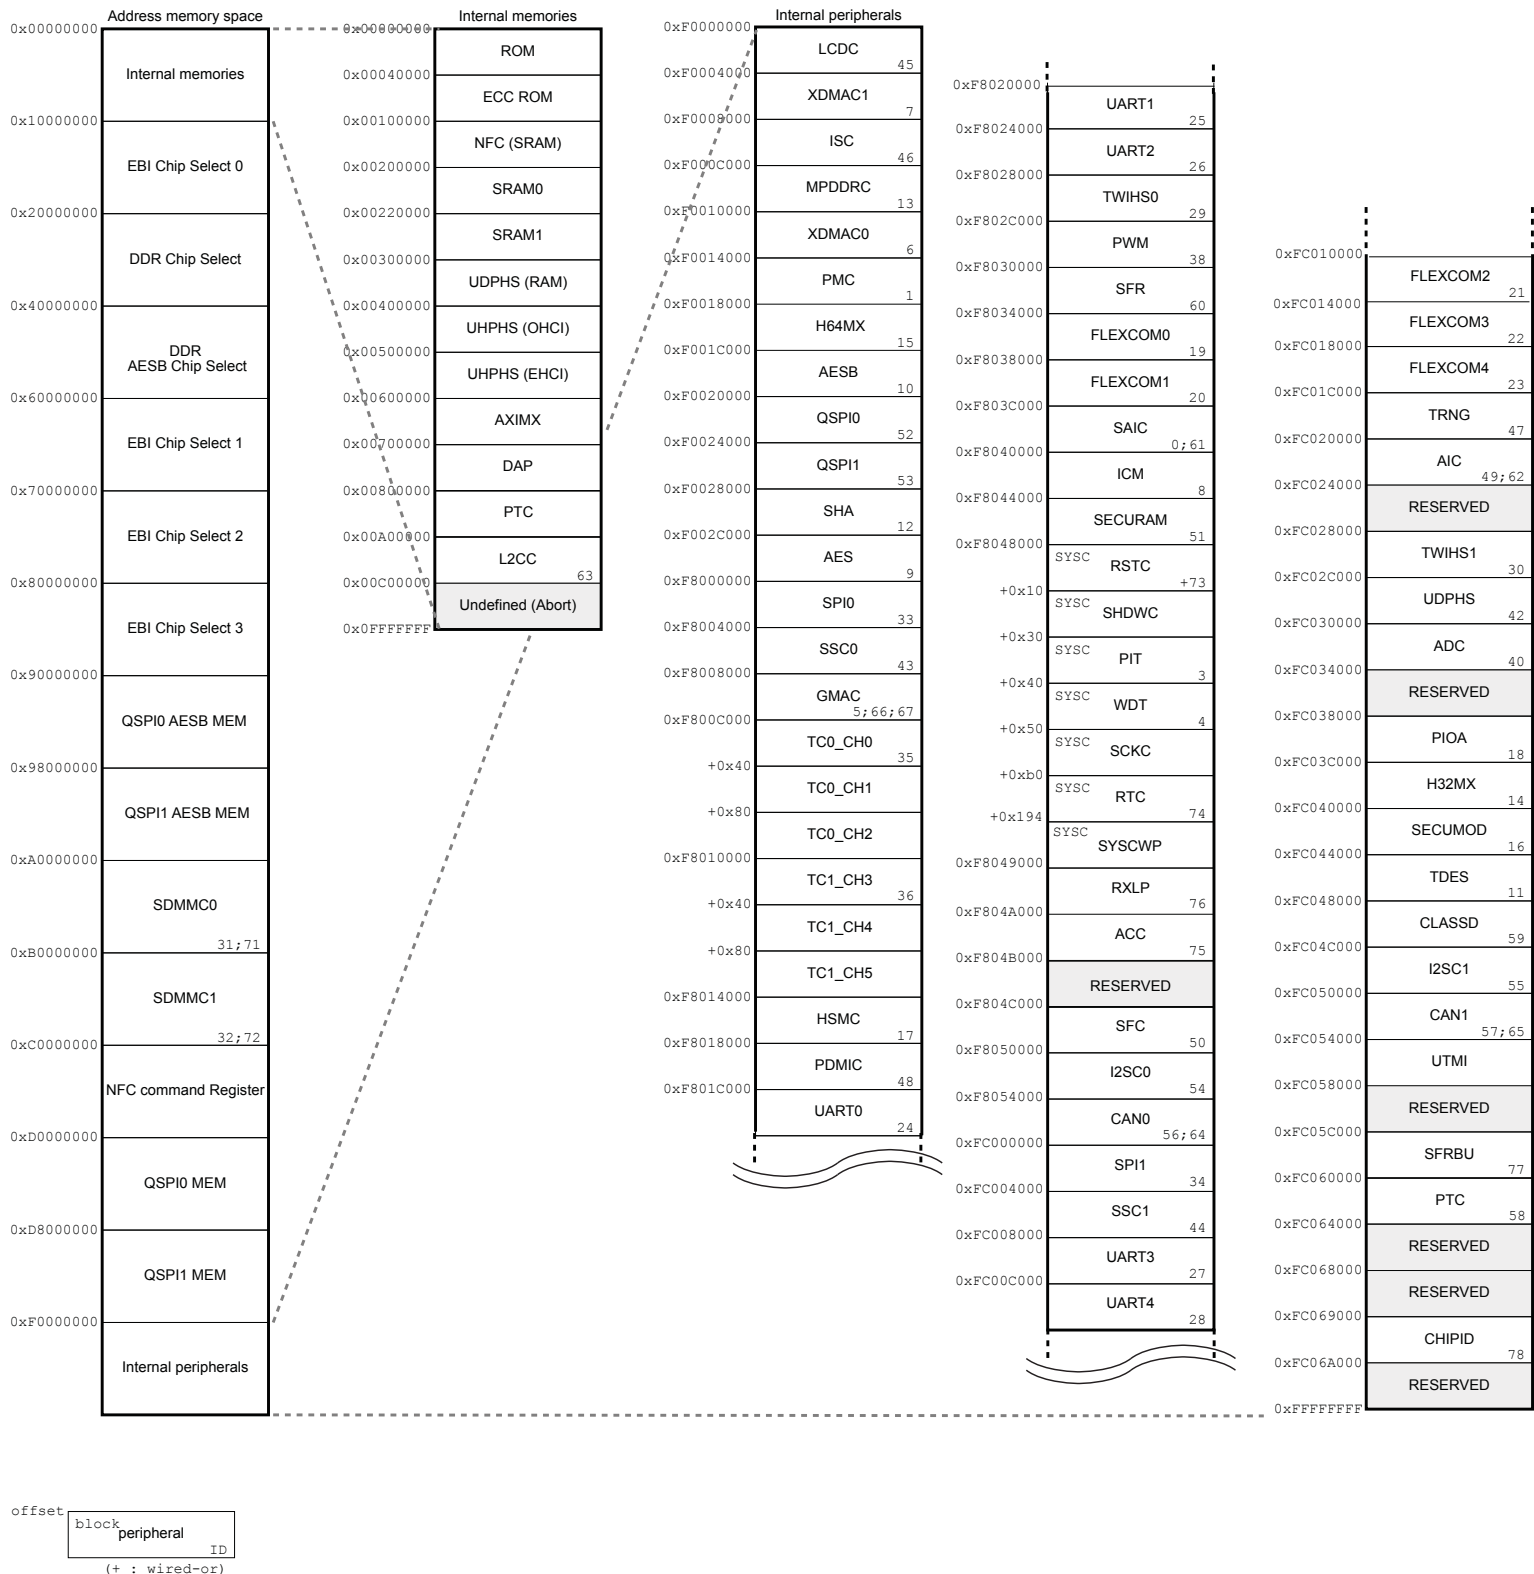 Address memory space
0x00000000
Internal memories
0x10000000
EBI Chip Select 0
0x20000000
DDR Chip Select
0x40000000
DDR
AESB Chip Select
0x60000000
EBI Chip Select 1
0x70000000
EBI Chip Select 2
0x80000000
EBI Chip Select 3
0x90000000
QSPI0 AESB MEM
0x98000000
QSPI1 AESB MEM
0xA0000000
SDMMC0
31;71
0xB0000000
SDMMC1
32;72
0xC0000000
NFC command Register
0xD0000000
QSPI0 MEM
0xD8000000
QSPI1 MEM
0xF0000000
Internal peripherals
Internal memories
0x00000000
ROM
0x00040000
ECC ROM
0x00100000
NFC (SRAM)
0x00200000
SRAM0
0x00220000
SRAM1
0x00300000
UDPHS (RAM)
0x00400000
UHPHS (OHCI)
0x00500000
UHPHS (EHCI)
0x00600000
AXIMX
0x00700000
DAP
0x00800000
PTC
0x00A00000
L2CC
63
0x00C00000
Undefined (Abort)
0x0FFFFFFF
Internal peripherals
0xF0000000
LCDC
45
0xF0004000
XDMAC1
7
0xF0008000
ISC
46
0xF000C000
MPDDRC
13
0xF0010000
XDMAC0
6
0xF0014000
PMC
1
0xF0018000
H64MX
15
0xF001C000
AESB
10
0xF0020000
QSPI0
52
0xF0024000
QSPI1
53
0xF0028000
SHA
12
0xF002C000
AES
9
0xF8000000
SPI0
33
0xF8004000
SSC0
43
0xF8008000
GMAC
5;66;67
0xF800C000
TC0_CH0
35
+0x40
TC0_CH1
+0x80
TC0_CH2
0xF8010000
TC1_CH3
36
+0x40
TC1_CH4
+0x80
TC1_CH5
0xF8014000
HSMC
17
0xF8018000
PDMIC
48
0xF801C000
UART0
24
0xF8020000
UART1
25
0xF8024000
UART2
26
0xF8028000
TWIHS0
29
0xF802C000
PWM
38
0xF8030000
SFR
60
0xF8034000
FLEXCOM0
19
0xF8038000
FLEXCOM1
20
0xF803C000
SAIC
0;61
0xF8040000
ICM
8
0xF8044000
SECURAM
51
0xF8048000
SYSC
RSTC
+73
+0x10
SYSC
SHDWC
+0x30
SYSC
PIT
3
+0x40
SYSC
WDT
4
+0x50
SYSC
SCKC
+0xb0
SYSC
RTC
74
+0x194
SYSC
SYSCWP
0xF8049000
RXLP
76
0xF804A000
ACC
75
0xF804B000
RESERVED
0xF804C000
SFC
50
0xF8050000
I2SC0
54
0xF8054000
CAN0
56;64
0xFC000000
SPI1
34
0xFC004000
SSC1
44
0xFC008000
UART3
27
0xFC00C000
UART4
28
0xFC010000
FLEXCOM2
21
0xFC014000
FLEXCOM3
22
0xFC018000
FLEXCOM4
23
0xFC01C000
TRNG
47
0xFC020000
AIC
49;62
0xFC024000
RESERVED
0xFC028000
TWIHS1
30
0xFC02C000
UDPHS
42
0xFC030000
ADC
40
0xFC034000
RESERVED
0xFC038000
PIOA
18
0xFC03C000
H32MX
14
0xFC040000
SECUMOD
16
0xFC044000
TDES
11
0xFC048000
CLASSD
59
0xFC04C000
I2SC1
55
0xFC050000
CAN1
57;65
0xFC054000
UTMI
0xFC058000
RESERVED
0xFC05C000
SFRBU
77
0xFC060000
PTC
58
0xFC064000
RESERVED
0xFC068000
RESERVED
0xFC069000
CHIPID
78
0xFC06A000
RESERVED
0xFFFFFFFF
offset
block
peripheral
ID
(+ : wired-or)